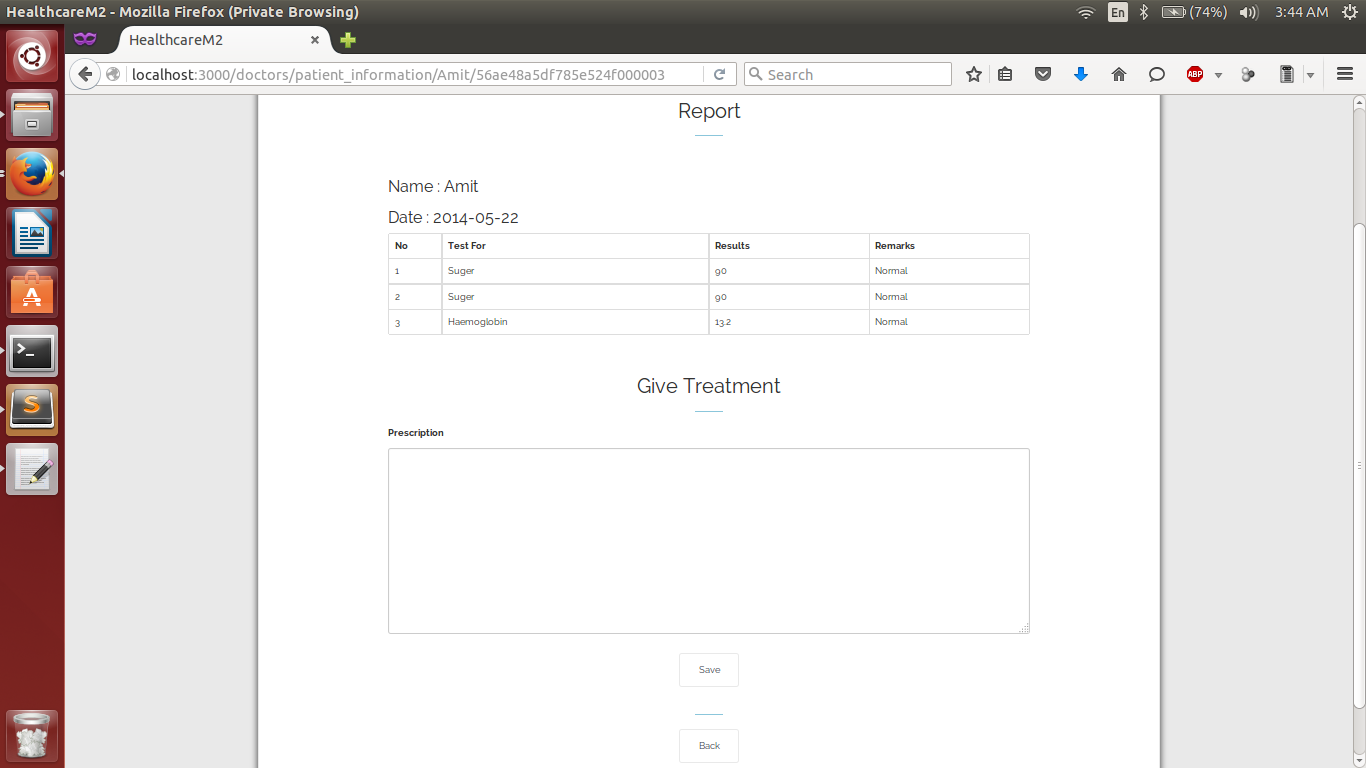 HealthcareM2 - Mozilla Firefox (Private Browsing) En (74%) 3:44 AM
HealthcareM2
localhost:3000/doctors/patient_information/Amit/56ae48a5df785e524f000003 Search ABP
Report
Name : Amit
Date : 2014-05-22
No Test For Results Remarks
1 Suger 90 Normal
2 Suger 90 Normal
3 Haemoglobin 13.2 Normal
Give Treatment
Prescription
Save
Back